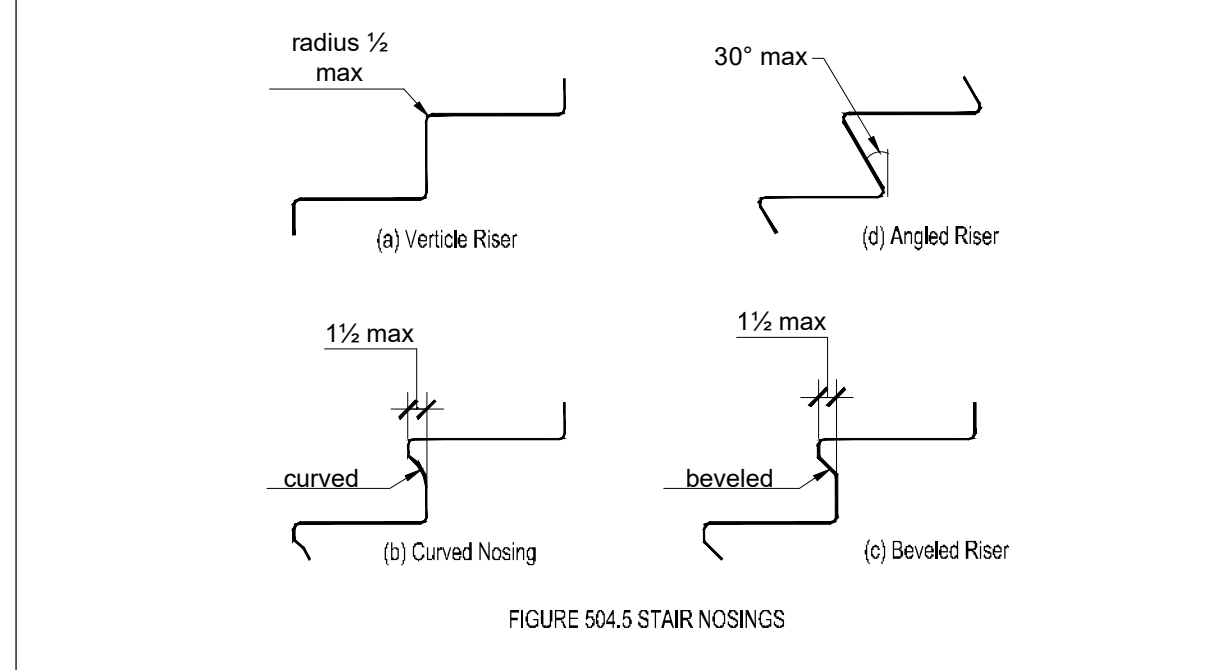 radius ½
max
30° max
(a) Verticle Riser
(d) Angled Riser
1½ max
1½ max
curved
beveled
(b) Curved Nosing
(c) Beveled Riser
FIGURE 504.5 STAIR NOSINGS